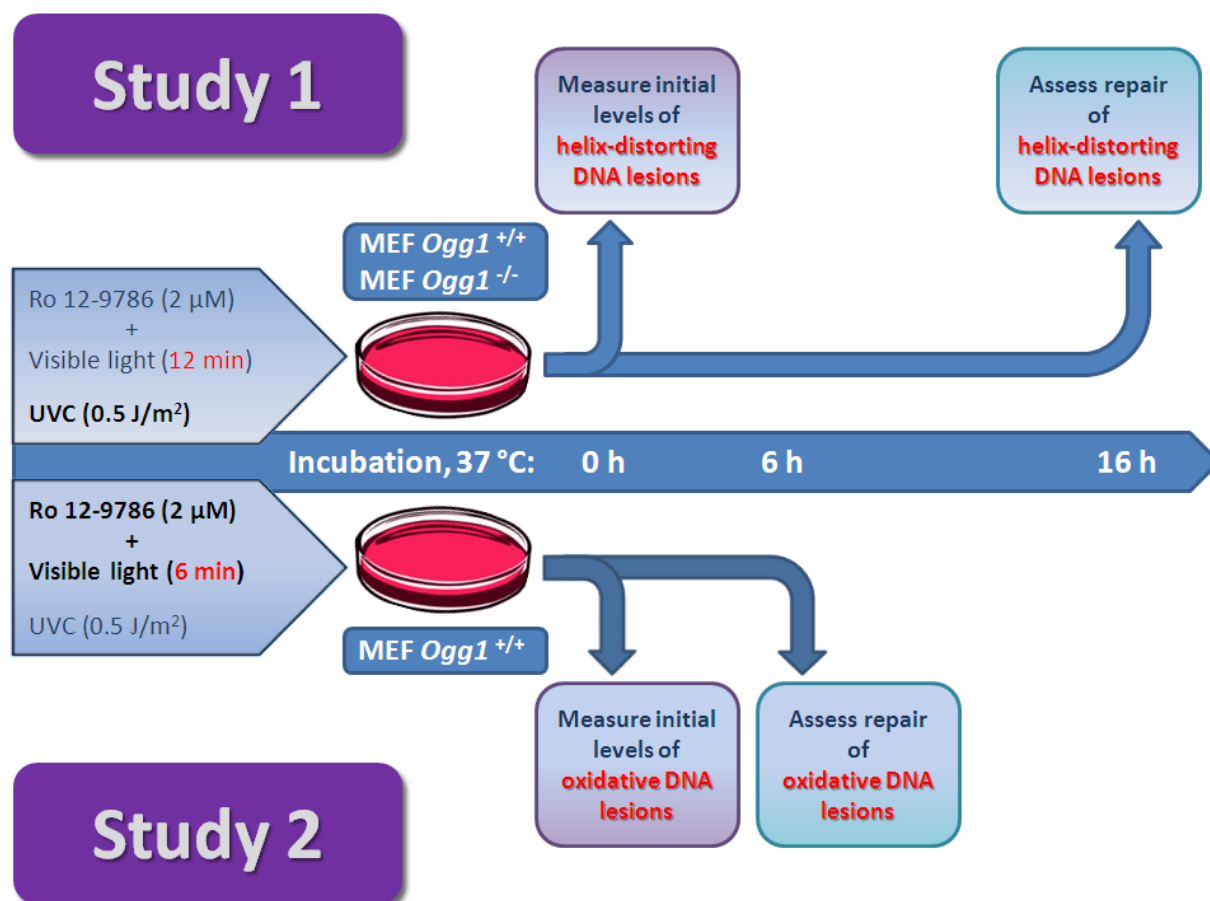 Study 1
Measure initial
levels of
helix-distorting
DNA lesions
Assess repair
of
helix-distorting
DNA lesions
MEF Ogg1 +/+
MEF Ogg1 -/-
Ro 12-9786 (2 µM)
+
Visible light (12 min)
UVC (0.5 J/m²)
Incubation, 37 °C: 0 h 6 h 16 h
Ro 12-9786 (2 µM)
+
Visible light (6 min)
UVC (0.5 J/m²)
MEF Ogg1 +/+
Measure initial
levels of
oxidative DNA
lesions
Assess repair
of
oxidative DNA
lesions
Study 2